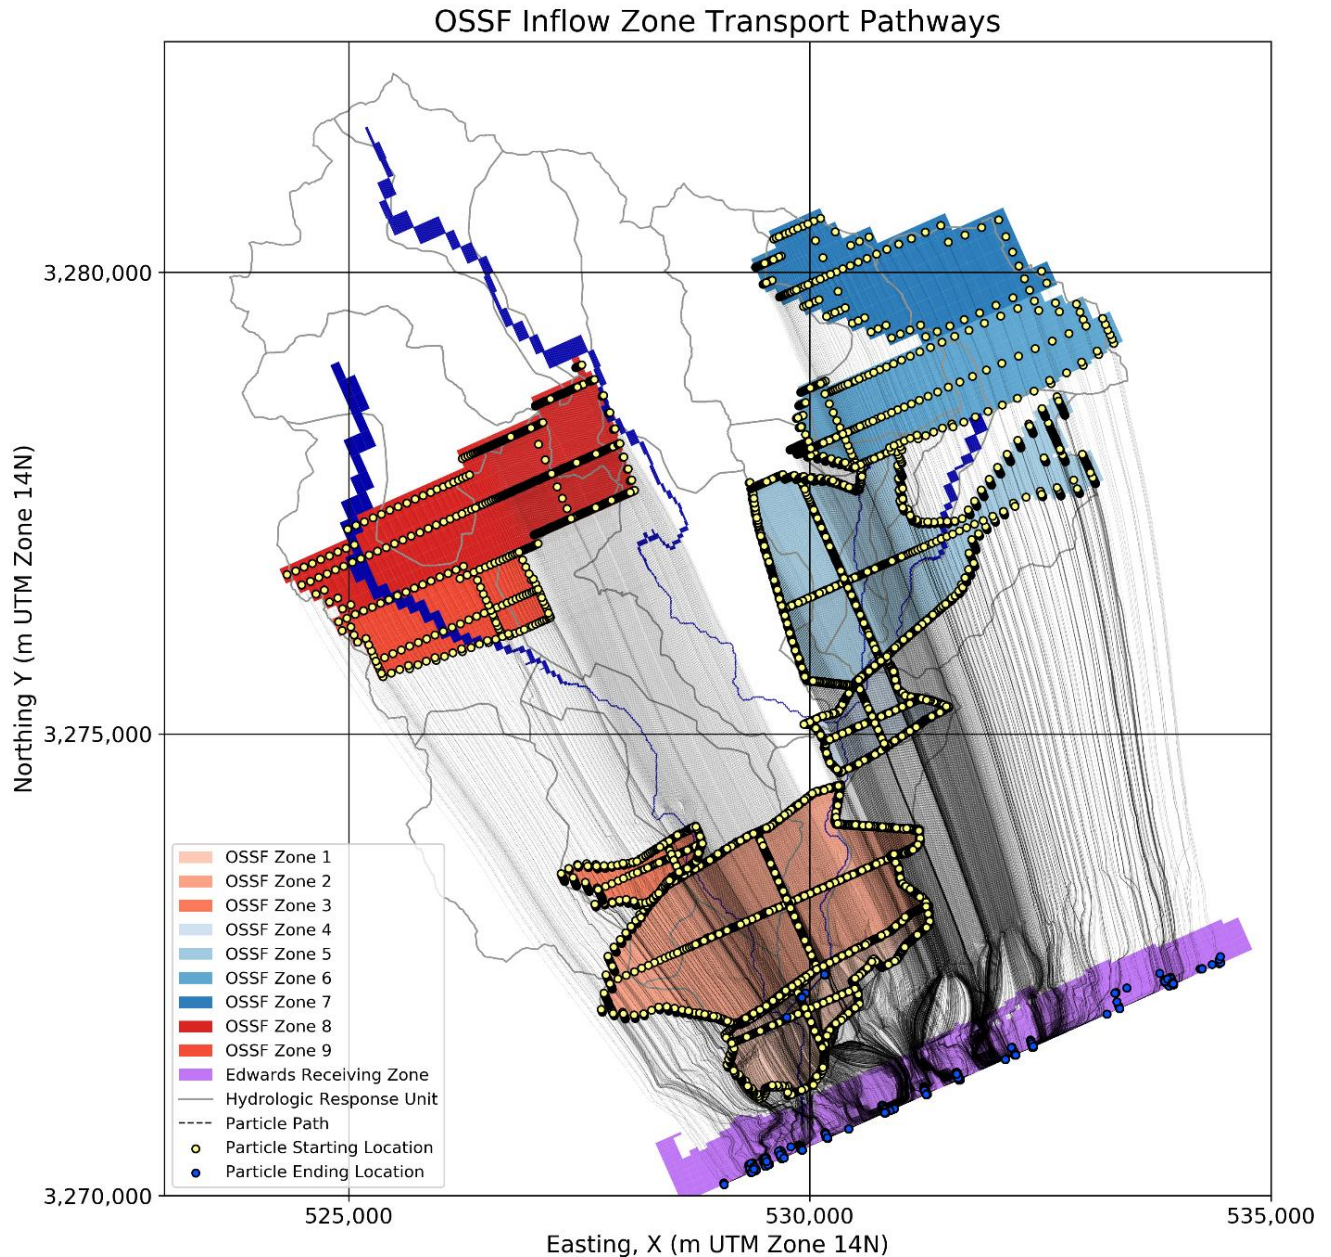 OSSF Inflow Zone Transport Pathways
3,280,000
3,275,000
3,270,000
Northing Y (m UTM Zone 14N)
OSSF Zone 1
OSSF Zone 2
OSSF Zone 3
OSSF Zone 4
OSSF Zone 5
OSSF Zone 6
OSSF Zone 7
OSSF Zone 8
OSSF Zone 9
Edwards Receiving Zone
Hydrologic Response Unit
Particle Path
Particle Starting Location
Particle Ending Location
525,000
530,000
535,000
Easting, X (m UTM Zone 14N)